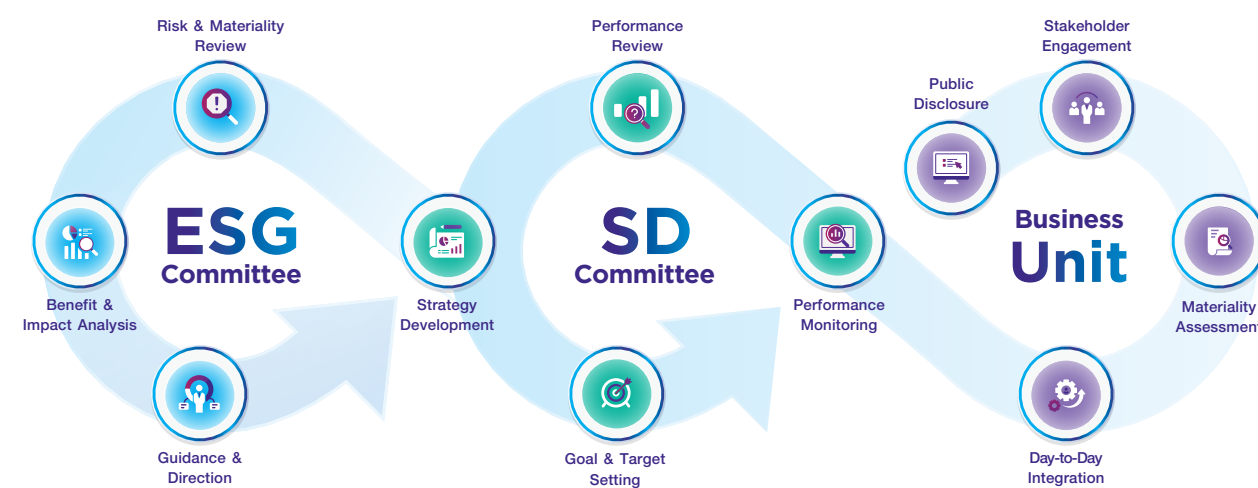 Risk & Materiality
Review
ESG
Committee
Benefit &
Impact Analysis
Guidance &
Direction
Strategy
Development
Performance
Review
SD
Committee
Goal & Target
Setting
Performance
Monitoring
Public
Disclosure
Stakeholder
Engagement
Business
Unit
Materiality
Assessment
Day-to-Day
Integration